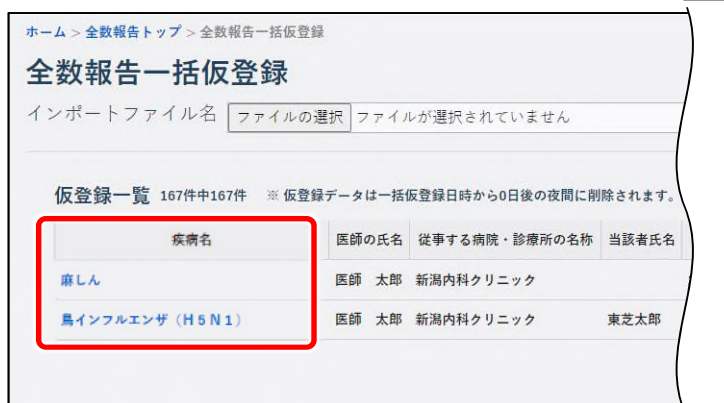 ホーム > 全数報告トップ > 全数報告一括仮登録
全数報告一括仮登録
インポートファイル名 ファイルの選択 ファイルが選択されていません
仮登録一覧 167件中167件 ※ 仮登録データは一括仮登録日時から0日後の夜間に削除されます。
疾病名 医師の氏名 従事する病院・診療所の名称 当該者氏名
麻しん 医師 太郎 新潟内科クリニック
鳥インフルエンザ(H5N1) 医師 太郎 新潟内科クリニック 東芝太郎